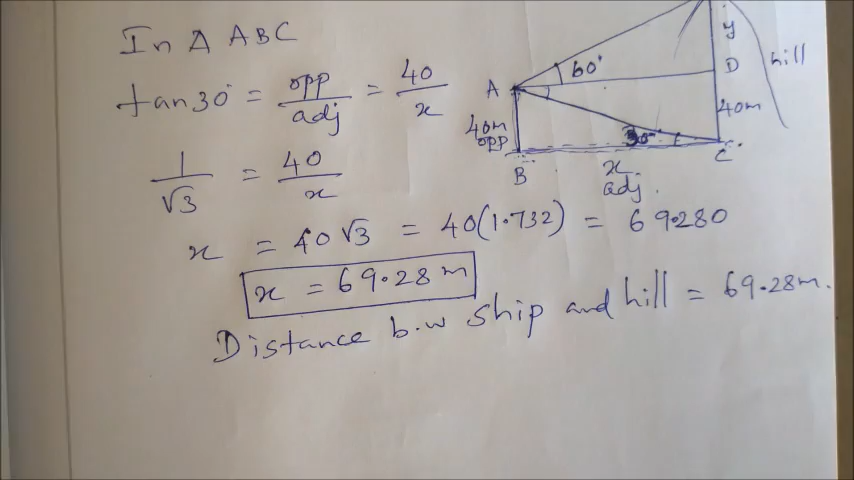 In Δ ABC
tan30° = opp/adj = 40/x
1/√3 = 40/x
x = 40√3 = 40(1.732) = 69.280
x = 69.28 m
Distance b.w ship and hill = 69.28m.
y
60°
D
hill
A
40m
40m
opp
30°
B
x
C
adj.